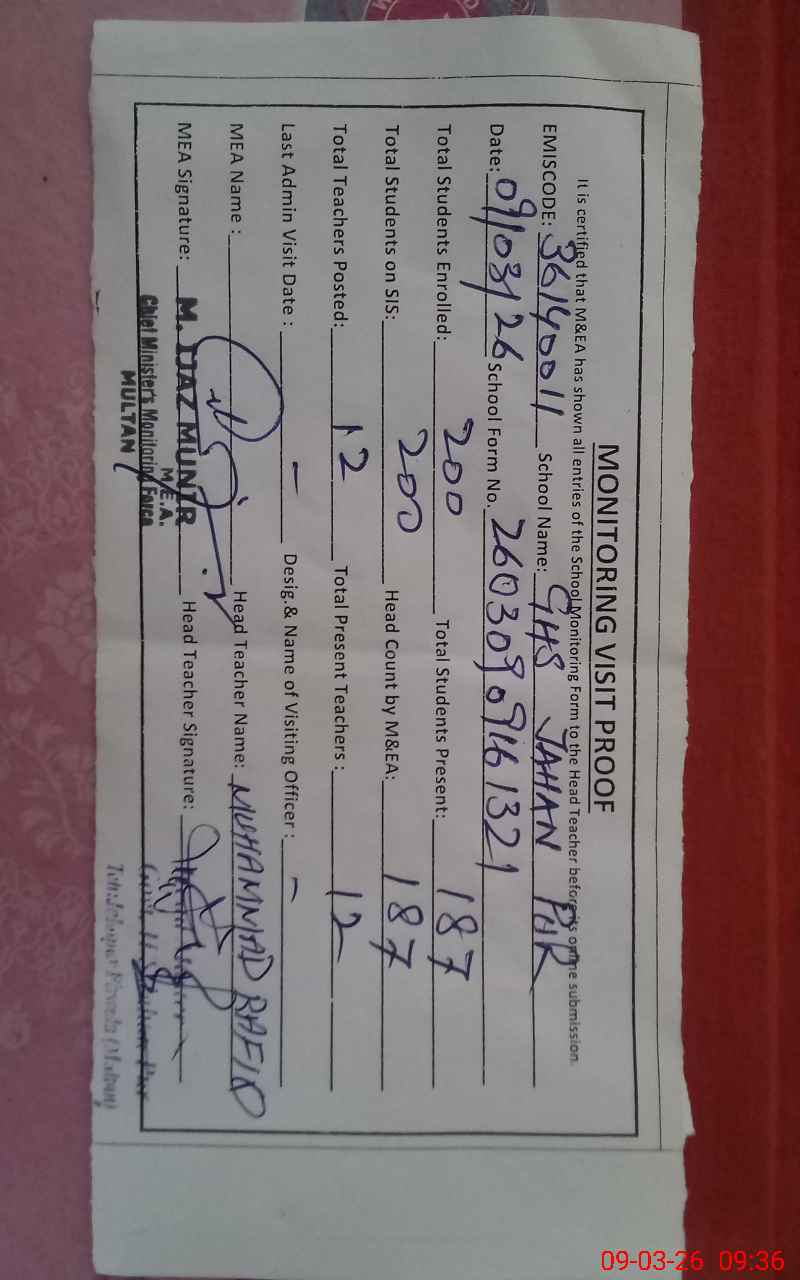 MONITORING VISIT PROOF
It is certified that M&EA has shown all entries of the School Monitoring Form to the Head Teacher before its online submission.
EMISCODE: 36140011 School Name: GHS JAHAN PUR
Date: 09/03/26 School Form No. 26030909161321
Total Students Enrolled: 200 Total Students Present: 187
Total Students on SIS: 200 Head Count by M&EA: 187
Total Teachers Posted: 12 Total Present Teachers : 12
Last Admin Visit Date : – Desig.& Name of Visiting Officer : –
MEA Name : Head Teacher Name: MUHAMMAD RAFIQ
MEA Signature: Head Teacher Signature:
M. IJAZ MUNIR
M.E.A.
Chief Minister's Monitoring Force
MULTAN
09-03-26 09:36